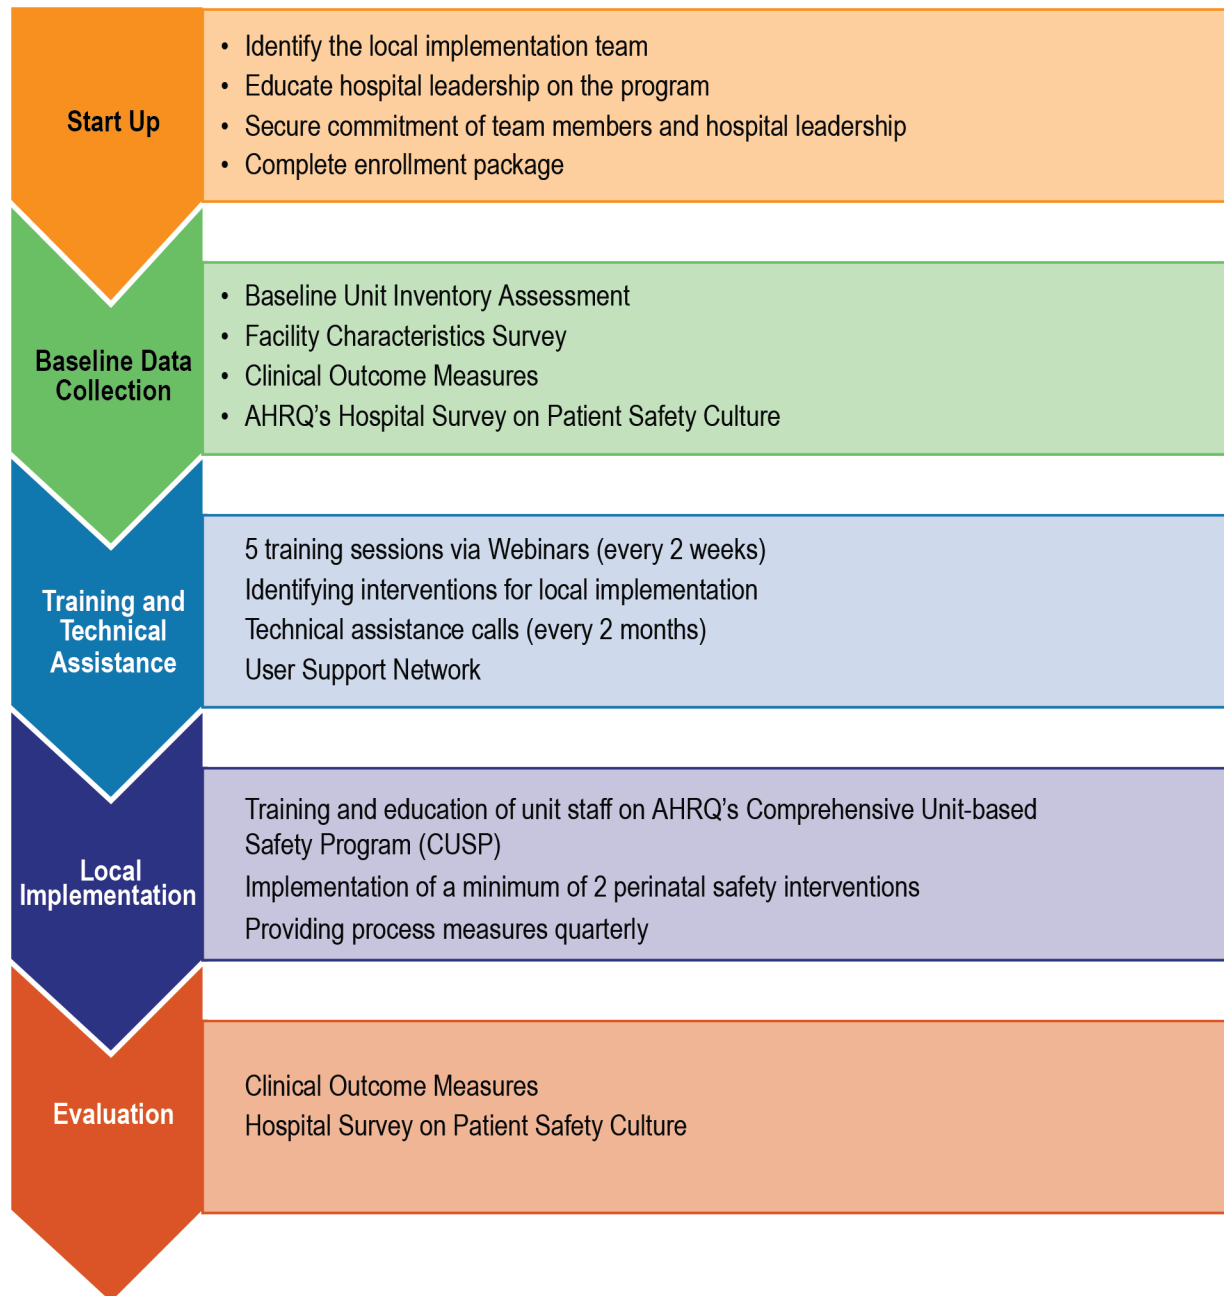 Start Up
• Identify the local implementation team
• Educate hospital leadership on the program
• Secure commitment of team members and hospital leadership
• Complete enrollment package
Baseline Data
Collection
• Baseline Unit Inventory Assessment
• Facility Characteristics Survey
• Clinical Outcome Measures
• AHRQ’s Hospital Survey on Patient Safety Culture
Training and
Technical
Assistance
5 training sessions via Webinars (every 2 weeks)
Identifying interventions for local implementation
Technical assistance calls (every 2 months)
User Support Network
Local
Implementation
Training and education of unit staff on AHRQ’s Comprehensive Unit-based
Safety Program (CUSP)
Implementation of a minimum of 2 perinatal safety interventions
Providing process measures quarterly
Evaluation
Clinical Outcome Measures
Hospital Survey on Patient Safety Culture